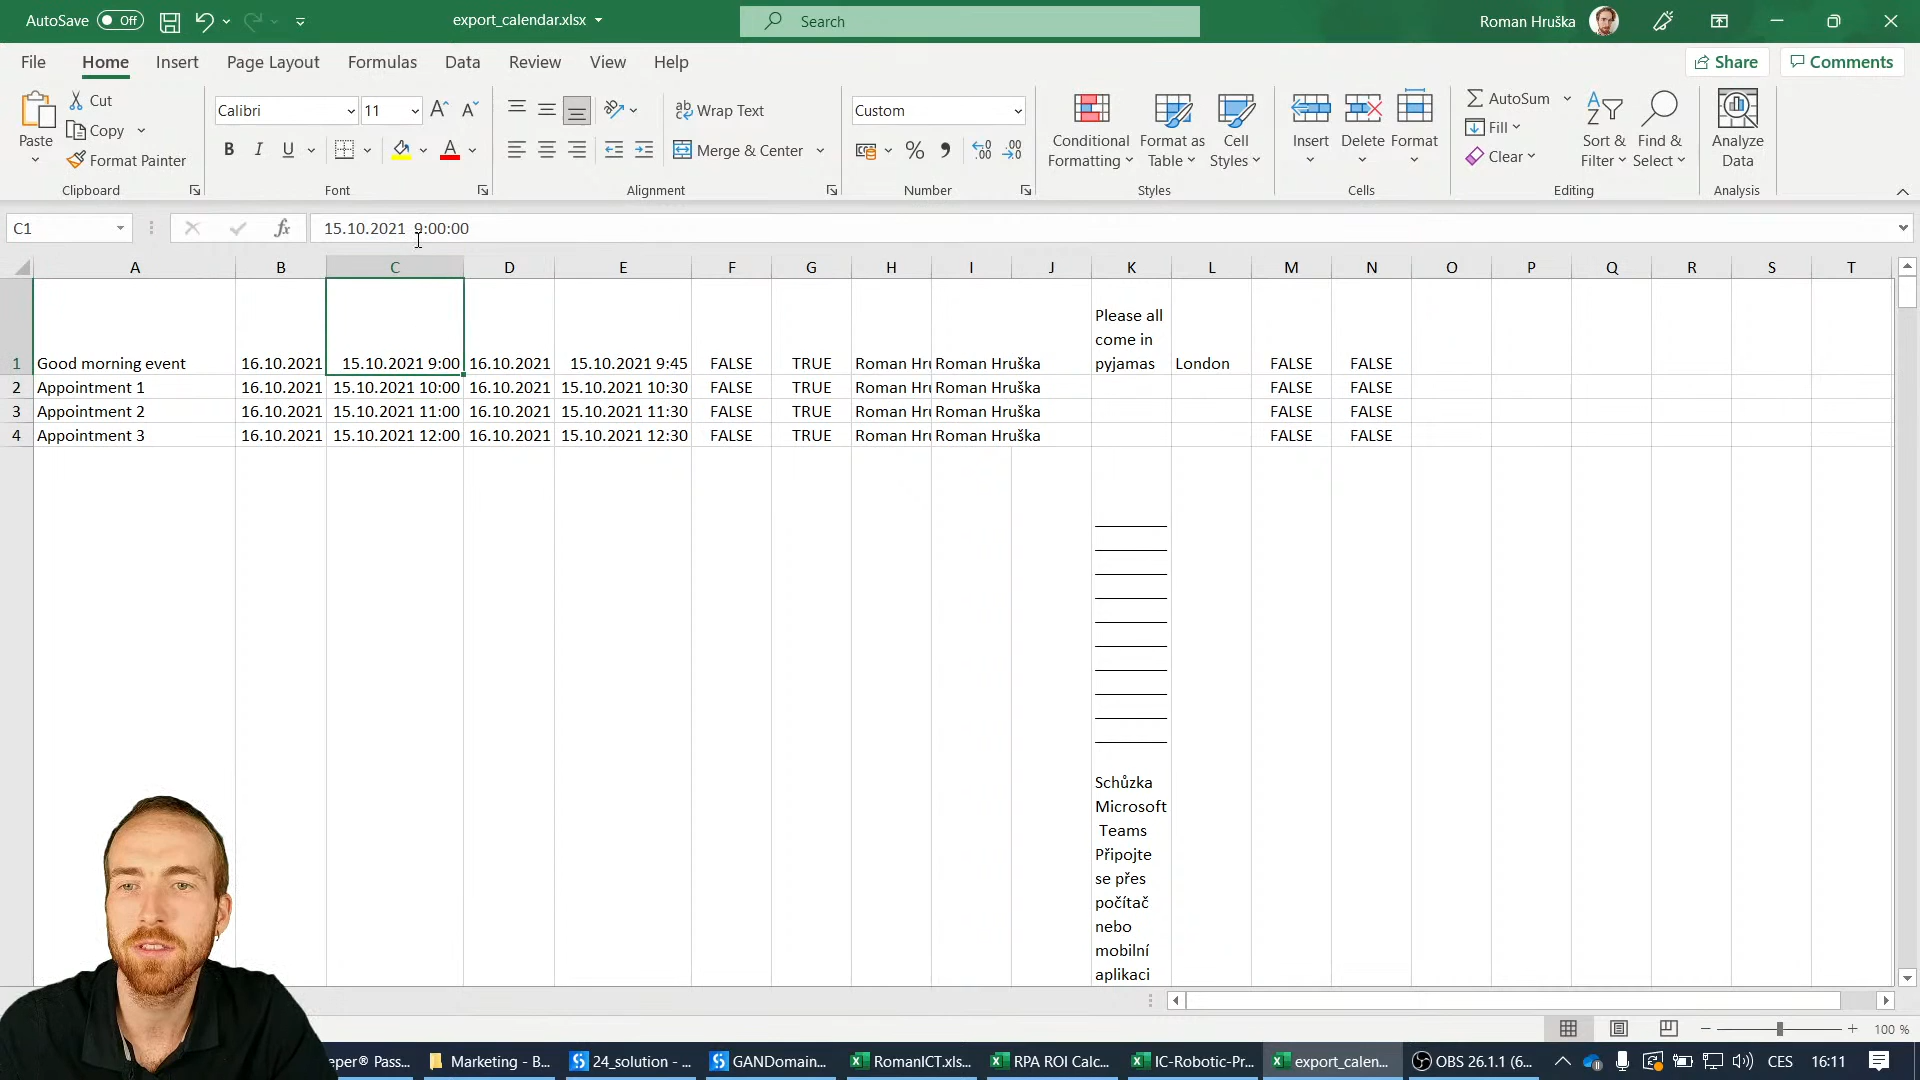 AutoSave Off export_calendar.xlsx Search Roman Hruška
File Home Insert Page Layout Formulas Data Review View Help Share Comments
Paste Cut Copy Format Painter Clipboard
Calibri 11 B I U A Font
Wrap Text Merge & Center Alignment
Custom % Number
Conditional Formatting Format as Table Cell Styles Styles
Insert Delete Format Cells
AutoSum Fill Clear Sort & Filter Find & Select Editing
Analyze Data Analysis
C1 fx 15.10.2021 9:00:00
A B C D E F G H I J K L M N O P Q R S T
1 Good morning event 16.10.2021 15.10.2021 9:00 16.10.2021 15.10.2021 9:45 FALSE TRUE Roman Hr Roman Hruška Please all come in pyjamas London FALSE FALSE
2 Appointment 1 16.10.2021 15.10.2021 10:00 16.10.2021 15.10.2021 10:30 FALSE TRUE Roman Hr Roman Hruška FALSE FALSE
3 Appointment 2 16.10.2021 15.10.2021 11:00 16.10.2021 15.10.2021 11:30 FALSE TRUE Roman Hr Roman Hruška FALSE FALSE
4 Appointment 3 16.10.2021 15.10.2021 12:00 16.10.2021 15.10.2021 12:30 FALSE TRUE Roman Hr Roman Hruška FALSE FALSE
Schůzka
Microsoft
Teams
Připojte
se přes
počítač
nebo
mobilní
aplikaci
100 %
eper® Pass... Marketing - B... 24_solution - ... GANDomain... RomanICT.xls... RPA ROI Calc... IC-Robotic-Pr... export_calen... OBS 26.1.1 (6... CES 16:11